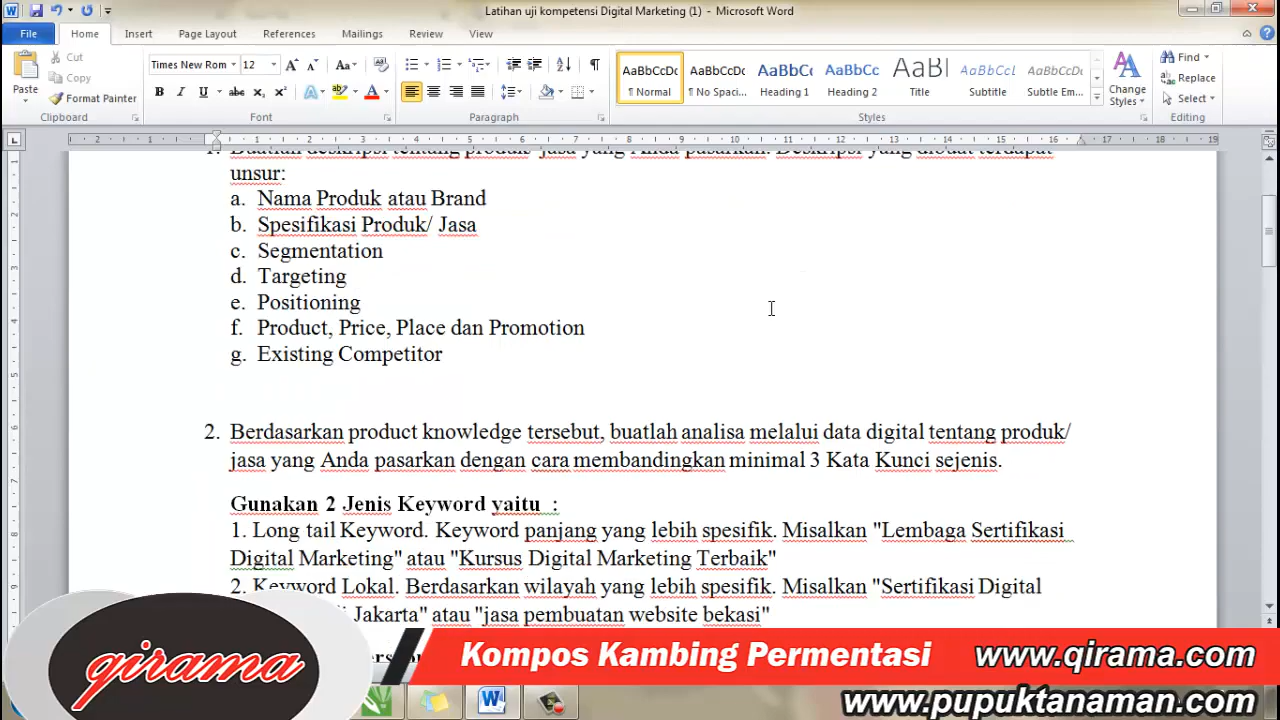 Latihan uji kompetensi Digital Marketing (1) - Microsoft Word
File Home Insert Page Layout References Mailings Review View
Paste
Cut
Copy
Format Painter
Clipboard
Times New Rom 12
Font
Paragraph
AaBbCcDc AaBbCcDc AaBbCc AaBbCc AaBl AaBbCcL AaBbCcDc
¶ Normal ¶ No Spaci... Heading 1 Heading 2 Title Subtitle Subtle Em...
Styles
Change Styles
Find
Replace
Select
Editing
1. Buatlah deskripsi tentang produk/ jasa yang Anda pasarkan. Deskripsi yang dibuat terdapat
unsur:
a. Nama Produk atau Brand
b. Spesifikasi Produk/ Jasa
c. Segmentation
d. Targeting
e. Positioning
f. Product, Price, Place dan Promotion
g. Existing Competitor
2. Berdasarkan product knowledge tersebut, buatlah analisa melalui data digital tentang produk/
jasa yang Anda pasarkan dengan cara membandingkan minimal 3 Kata Kunci sejenis.
Gunakan 2 Jenis Keyword yaitu :
1. Long tail Keyword. Keyword panjang yang lebih spesifik. Misalkan "Lembaga Sertifikasi
Digital Marketing" atau "Kursus Digital Marketing Terbaik"
2. Keyword Lokal. Berdasarkan wilayah yang lebih spesifik. Misalkan "Sertifikasi Digital
Jakarta" atau "jasa pembuatan website bekasi"
qirama
Kompos Kambing Permentasi www.qirama.com
www.pupuktanaman.com